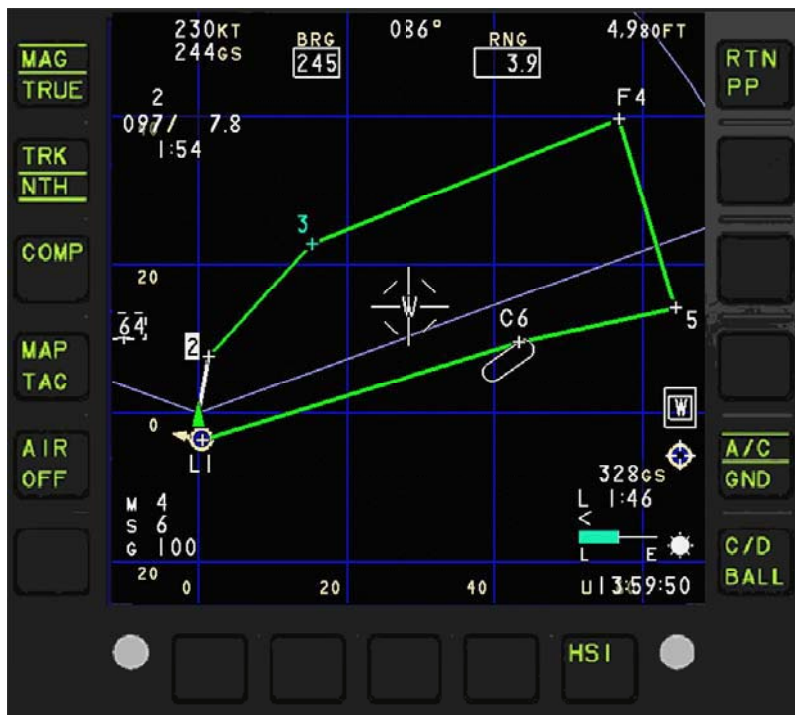 MAG
TRUE
TRK
NTH
COMP
MAP
TAC
AIR
OFF
230KT
244GS
BRG
245
086°
RNG
3.9
4,980FT
2
097/ 7.8
1:54
F4
3
20
64
2
W
C6
5
0
L1
W
328GS
L 1:46
<
L E
M 4
S 6
G 100
20
0
20
40
U13:59:50
RTN
PP
A/C
GND
C/D
BALL
HSI